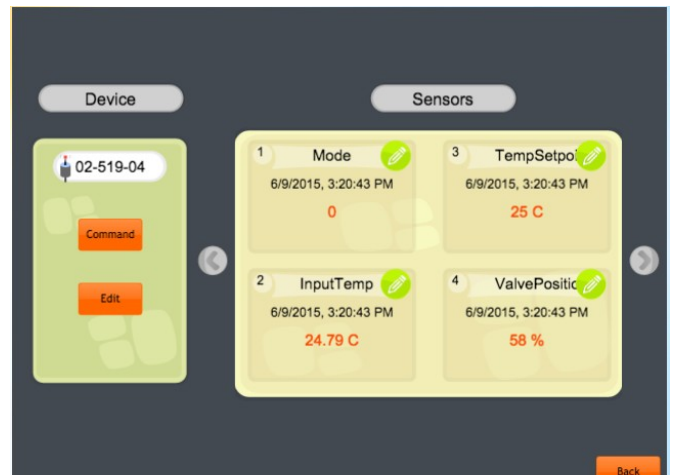 Device
Sensors
02-519-04
Command
Edit
1
Mode
6/9/2015, 3:20:43 PM
0
3
TempSetpoi
6/9/2015, 3:20:43 PM
25 C
2
InputTemp
6/9/2015, 3:20:43 PM
24.79 C
4
ValvePositic
6/9/2015, 3:20:43 PM
58 %
Back